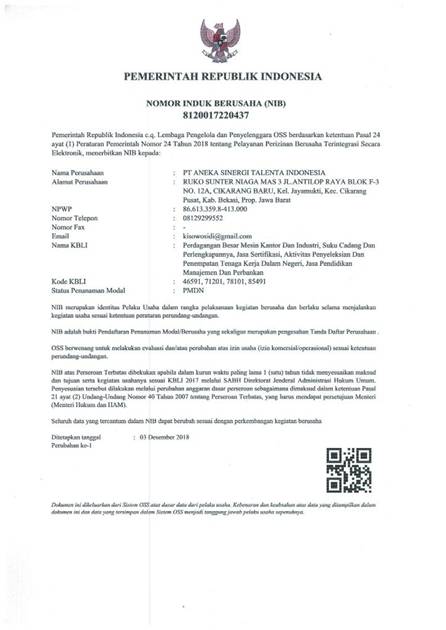 PEMERINTAH REPUBLIK INDONESIA
NOMOR INDUK BERUSAHA (NIB)
8120017220437
Pemerintah Republik Indonesia c.q. Lembaga Pengelola dan Penyelenggara OSS berdasarkan ketentuan Pasal 24
ayat (1) Peraturan Pemerintah Nomor 24 Tahun 2018 tentang Pelayanan Perizinan Berusaha Terintegrasi Secara
Elektronik, menerbitkan NIB kepada:
Nama Perusahaan : PT ANEKA SINERGI TALENTA INDONESIA
Alamat Perusahaan : RUKO SUNTER NIAGA MAS 3 JL.ANTILOP RAYA BLOK F-3
NO. 12A, CIKARANG BARU, Kel. Jayamukti, Kec. Cikarang
Pusat, Kab. Bekasi, Prop. Jawa Barat
NPWP : 86.613.359.8-413.000
Nomor Telepon : 08129299552
Nomor Fax : -
Email : kisowosidi@gmail.com
Nama KBLI : Perdagangan Besar Mesin Kantor Dan Industri, Suku Cadang Dan
Perlengkapannya, Jasa Sertifikasi, Aktivitas Penyeleksian Dan
Penempatan Tenaga Kerja Dalam Negeri, Jasa Pendidikan
Manajemen Dan Perbankan
Kode KBLI : 46591, 71201, 78101, 85491
Status Penanaman Modal : PMDN
NIB merupakan identitas Pelaku Usaha dalam rangka pelaksanaan kegiatan berusaha dan berlaku selama menjalankan
kegiatan usaha sesuai ketentuan peraturan perundang-undangan.
NIB adalah bukti Pendaftaran Penanaman Modal/Berusaha yang sekaligus merupakan pengesahan Tanda Daftar Perusahaan .
OSS berwenang untuk melakukan evaluasi dan/atau perubahan atas izin usaha (izin komersial/operasional) sesuai ketentuan
perundang-undangan.
NIB atas Perseroan Terbatas dibekukan apabila dalam kurun waktu paling lama 1 (satu) tahun tidak menyesuaikan maksud
dan tujuan serta kegiatan usahanya sesuai KBLI 2017 melalui SABH Direktorat Jenderal Administrasi Hukum Umum.
Penyesuaian tersebut dilakukan melalui perubahan anggaran dasar perseroan sebagaimana dimaksud dalam ketentuan Pasal
21 ayat (2) Undang-Undang Nomor 40 Tahun 2007 tentang Perseroan Terbatas, yang harus mendapat persetujuan Menteri
(Menteri Hukum dan HAM).
Seluruh data yang tercantum dalam NIB dapat berubah sesuai dengan perkembangan kegiatan berusaha
Ditetapkan tanggal : 03 Desember 2018
Perubahan ke-1
Dokumen ini dikeluarkan dari Sistem OSS atas dasar data dari pelaku usaha. Kebenaran dan keabsahan atas data yang ditampilkan dalam
dokumen ini dan data yang tersimpan dalam Sistem OSS menjadi tanggung jawab pelaku usaha sepenuhnya.